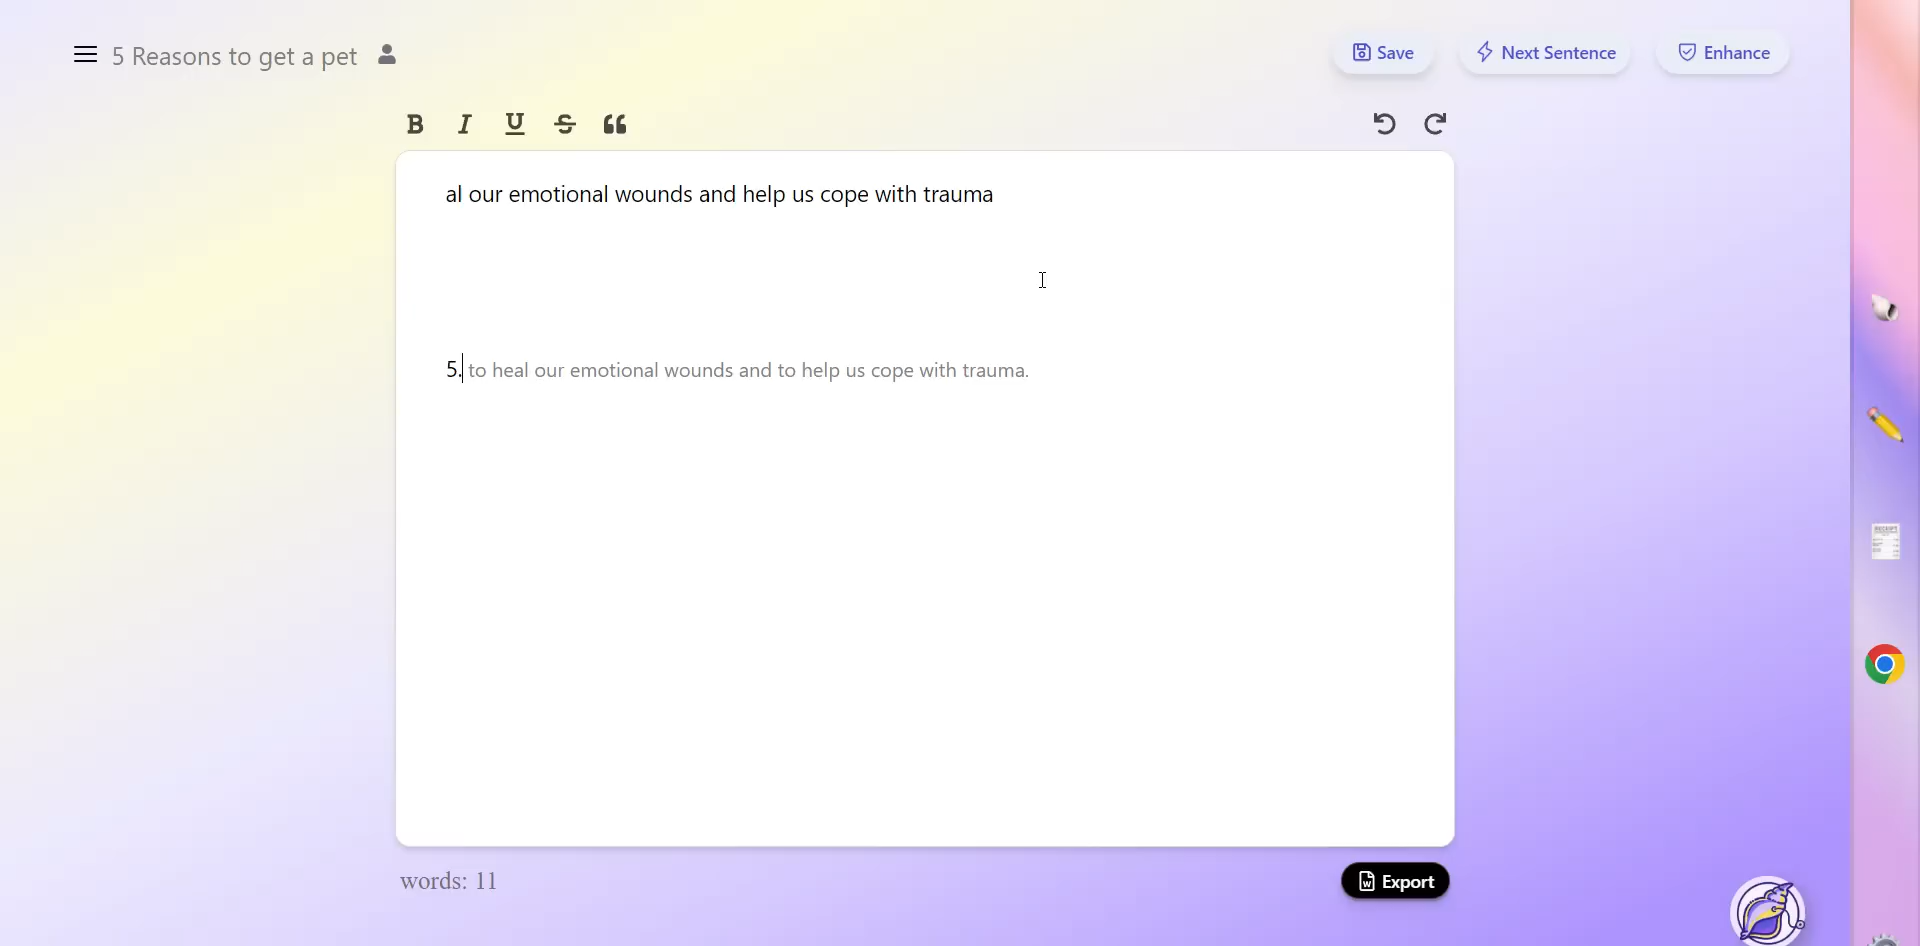 5 Reasons to get a pet
Save
Next Sentence
Enhance
B I U S
al our emotional wounds and help us cope with trauma
5. to heal our emotional wounds and to help us cope with trauma.
words: 11
Export